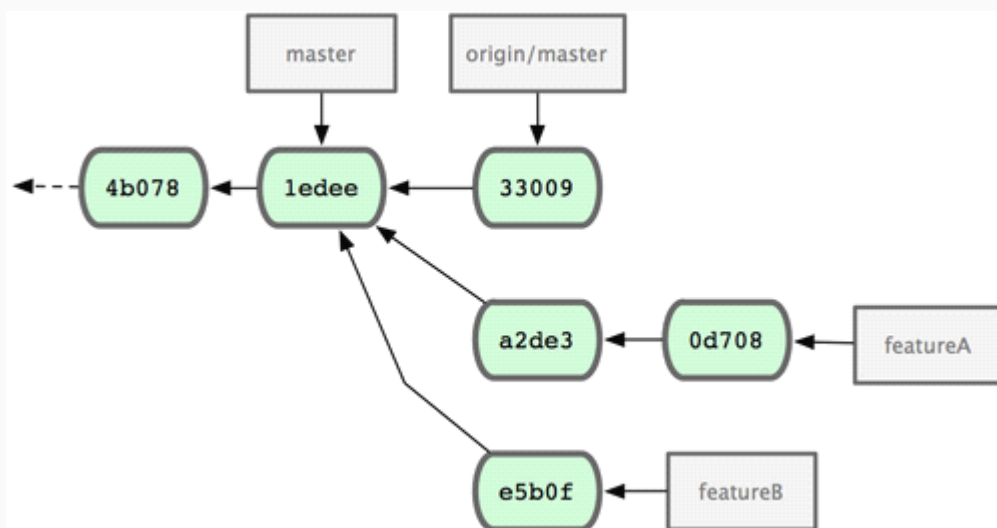 master
origin/master
4b078
1edee
33009
a2de3
0d708
featureA
e5b0f
featureB